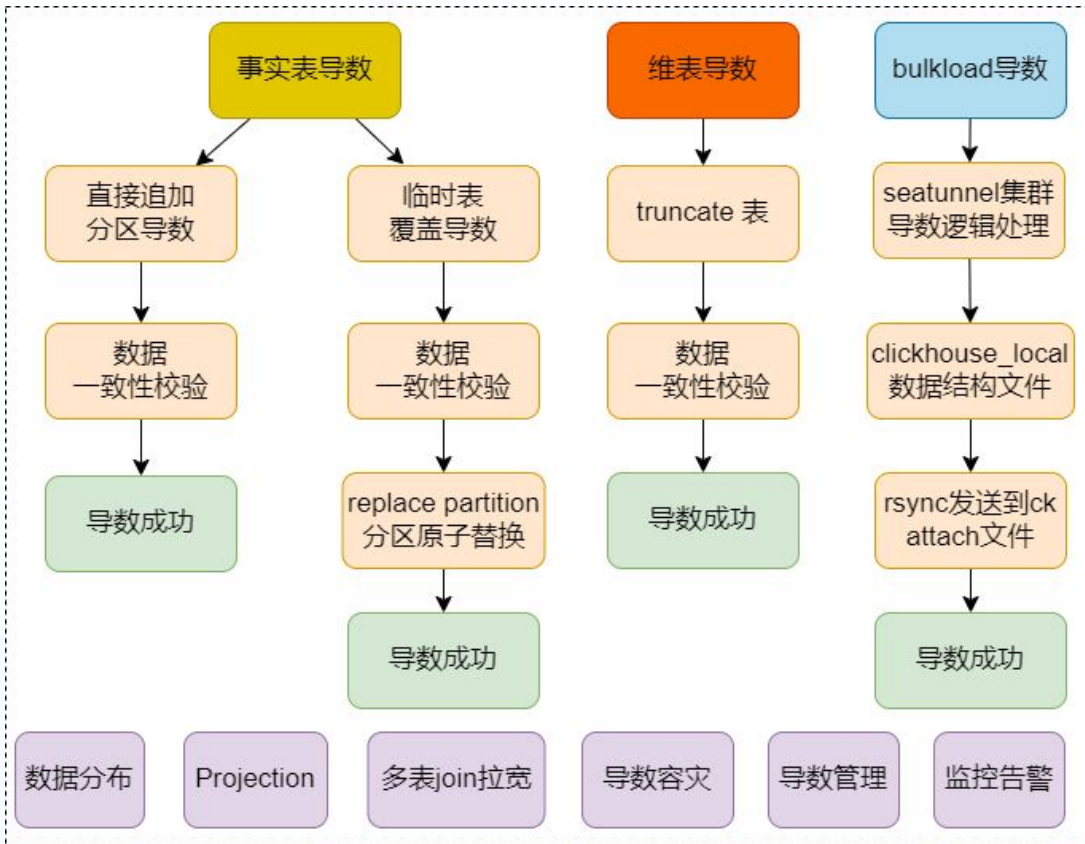 事实表导数
维表导数
bulkload导数
直接追加
分区导数
临时表
覆盖导数
truncate 表
seatunnel集群
导数逻辑处理
数据
一致性校验
数据
一致性校验
数据
一致性校验
clickhouse_local
数据结构文件
导数成功
replace partition
分区原子替换
导数成功
rsync发送到ck
attach文件
导数成功
导数成功
数据分布
Projection
多表join拉宽
导数容灾
导数管理
监控告警